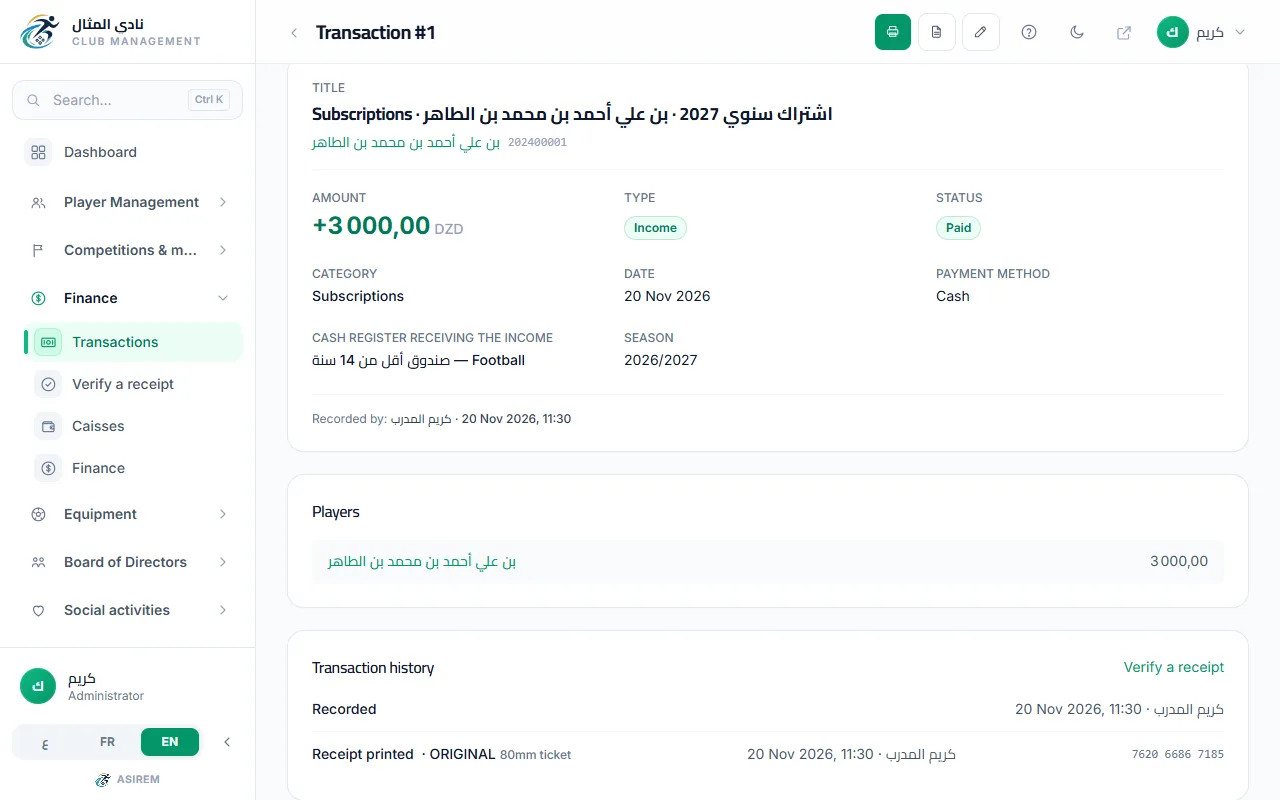 نادي المثال
CLUB MANAGEMENT
Search...
Ctrl K
Dashboard
Player Management
Competitions & m...
Finance
Transactions
Verify a receipt
Caisses
Finance
Equipment
Board of Directors
Social activities
كريم
Administrator
ع
FR
EN
ASIREM
Transaction #1
ك
كريم
TITLE
Subscriptions · اشتراك سنوي 2027 · بن علي أحمد بن محمد بن الطاهر
بن علي أحمد بن محمد بن الطاهر 202400001
AMOUNT
+3 000,00 DZD
TYPE
Income
STATUS
Paid
CATEGORY
Subscriptions
DATE
20 Nov 2026
PAYMENT METHOD
Cash
CASH REGISTER RECEIVING THE INCOME
صندوق أقل من 14 سنة — Football
SEASON
2026/2027
Recorded by: كريم المدرب · 20 Nov 2026, 11:30
Players
بن علي أحمد بن محمد بن الطاهر
3 000,00
Transaction history
Verify a receipt
Recorded
20 Nov 2026, 11:30 · كريم المدرب
Receipt printed · ORIGINAL 80mm ticket
20 Nov 2026, 11:30 · كريم المدرب
7620 6686 7185
ك